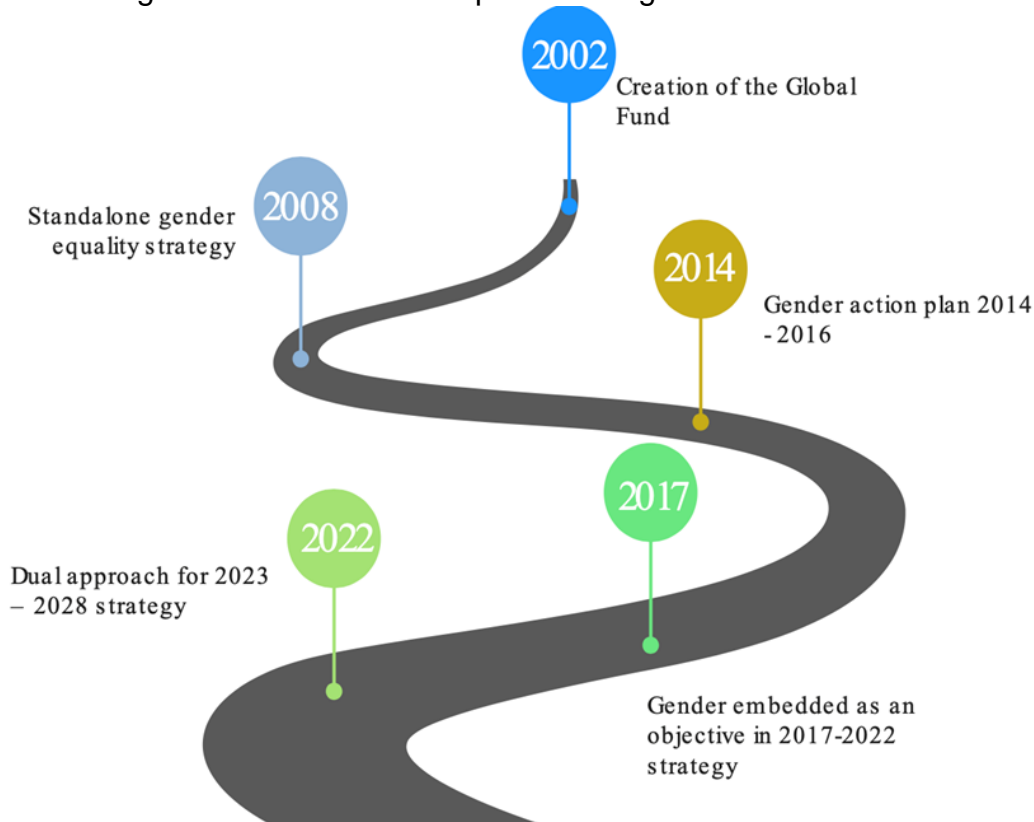 2002
Creation of the Global
Fund
2008
Standalone gender
equality strategy
2014
Gender action plan 2014
- 2016
2017
Gender embedded as an
objective in 2017-2022
strategy
2022
Dual approach for 2023
– 2028 strategy